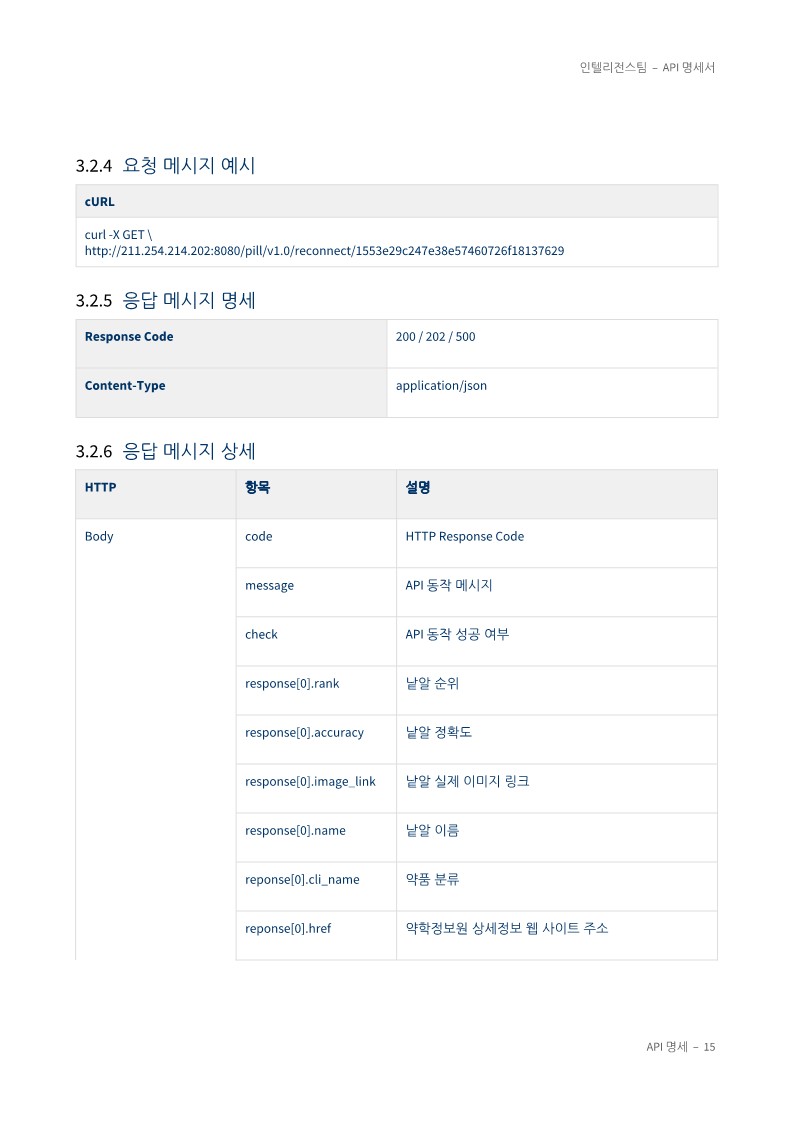 인텔리전스팀 – API 명세서
3.2.4 요청 메시지 예시
cURL
curl -X GET \
http://211.254.214.202:8080/pill/v1.0/reconnect/1553e29c247e38e57460726f18137629
3.2.5 응답 메시지 명세
Response Code 200 / 202 / 500
Content-Type application/json
3.2.6 응답 메시지 상세
HTTP 항목 설명
Body code HTTP Response Code
message API 동작 메시지
check API 동작 성공 여부
response[0].rank 낱알 순위
response[0].accuracy 낱알 정확도
response[0].image_link 낱알 실제 이미지 링크
response[0].name 낱알 이름
reponse[0].cli_name 약품 분류
reponse[0].href 약학정보원 상세정보 웹 사이트 주소
API 명세 – 15